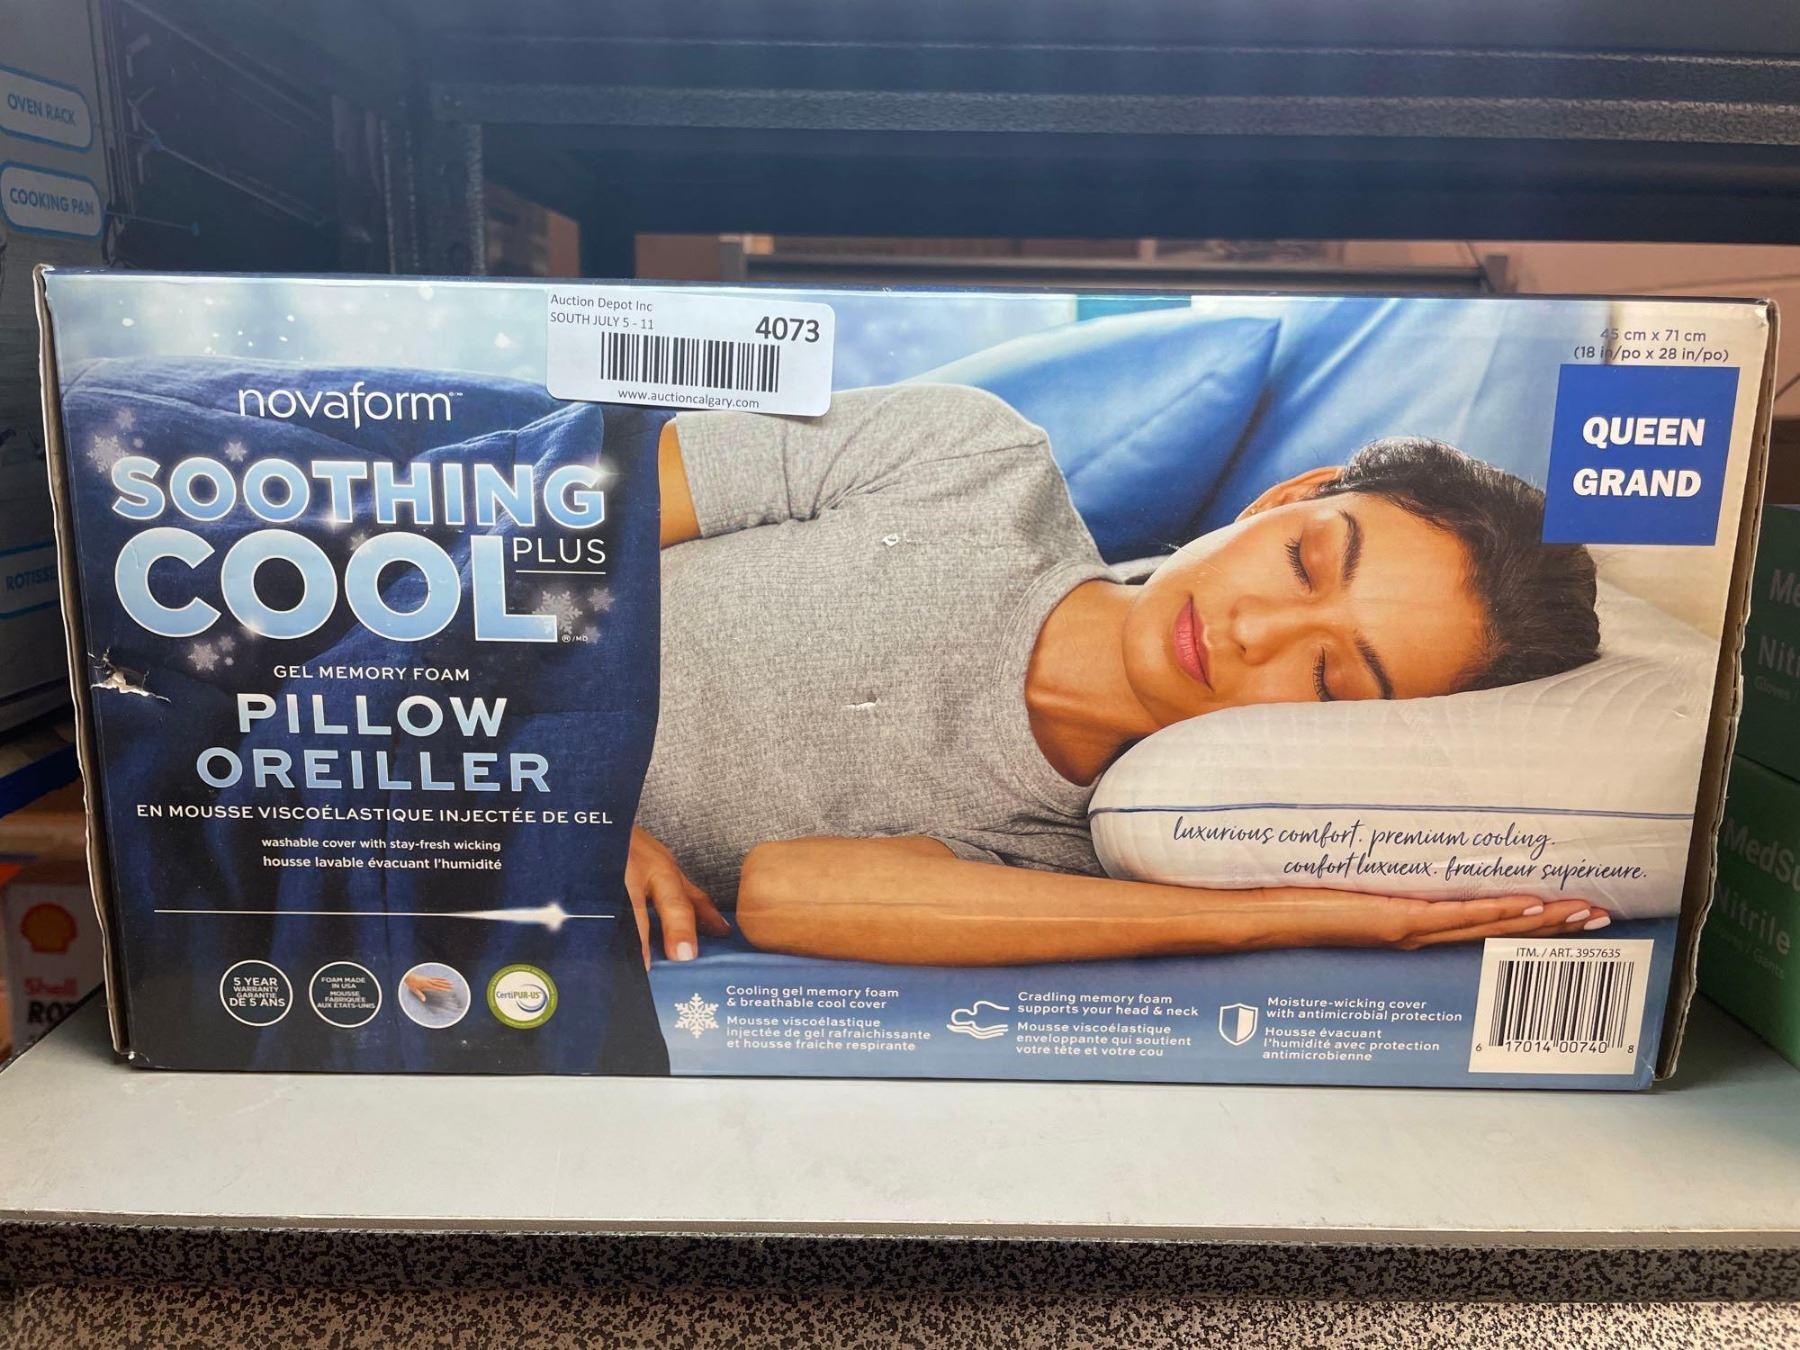 OVEN RACK
COOKING PAN
Auction Depot Inc
SOUTH JULY 5 - 11
4073
www.auctioncalgary.com
45 cm x 71 cm
(18 in/po x 28 in/po)
QUEEN
GRAND
novaform
SOOTHING
COOL PLUS
®/MD
GEL MEMORY FOAM
PILLOW
OREILLER
EN MOUSSE VISCOÉLASTIQUE INJECTÉE DE GEL
washable cover with stay-fresh wicking
housse lavable évacuant l'humidité
luxurious comfort. premium cooling.
confort luxueux. fraîcheur supérieure.
5 YEAR
WARRANTY
GARANTIE
DE 5 ANS
FOAM MADE
IN USA
MOUSSE
FABRIQUÉE
AUX ÉTATS-UNIS
CertiPUR-US
Cooling gel memory foam
& breathable cool cover
Mousse viscoélastique
injectée de gel rafraichissante
et housse fraîche respirante
Cradling memory foam
supports your head & neck
Mousse viscoélastique
enveloppante qui soutient
votre tête et votre cou
Moisture-wicking cover
with antimicrobial protection
Housse évacuant
l'humidité avec protection
antimicrobienne
ITM. / ART. 3957635
6 17014 00740 8
Shell
Nitrile
Gants